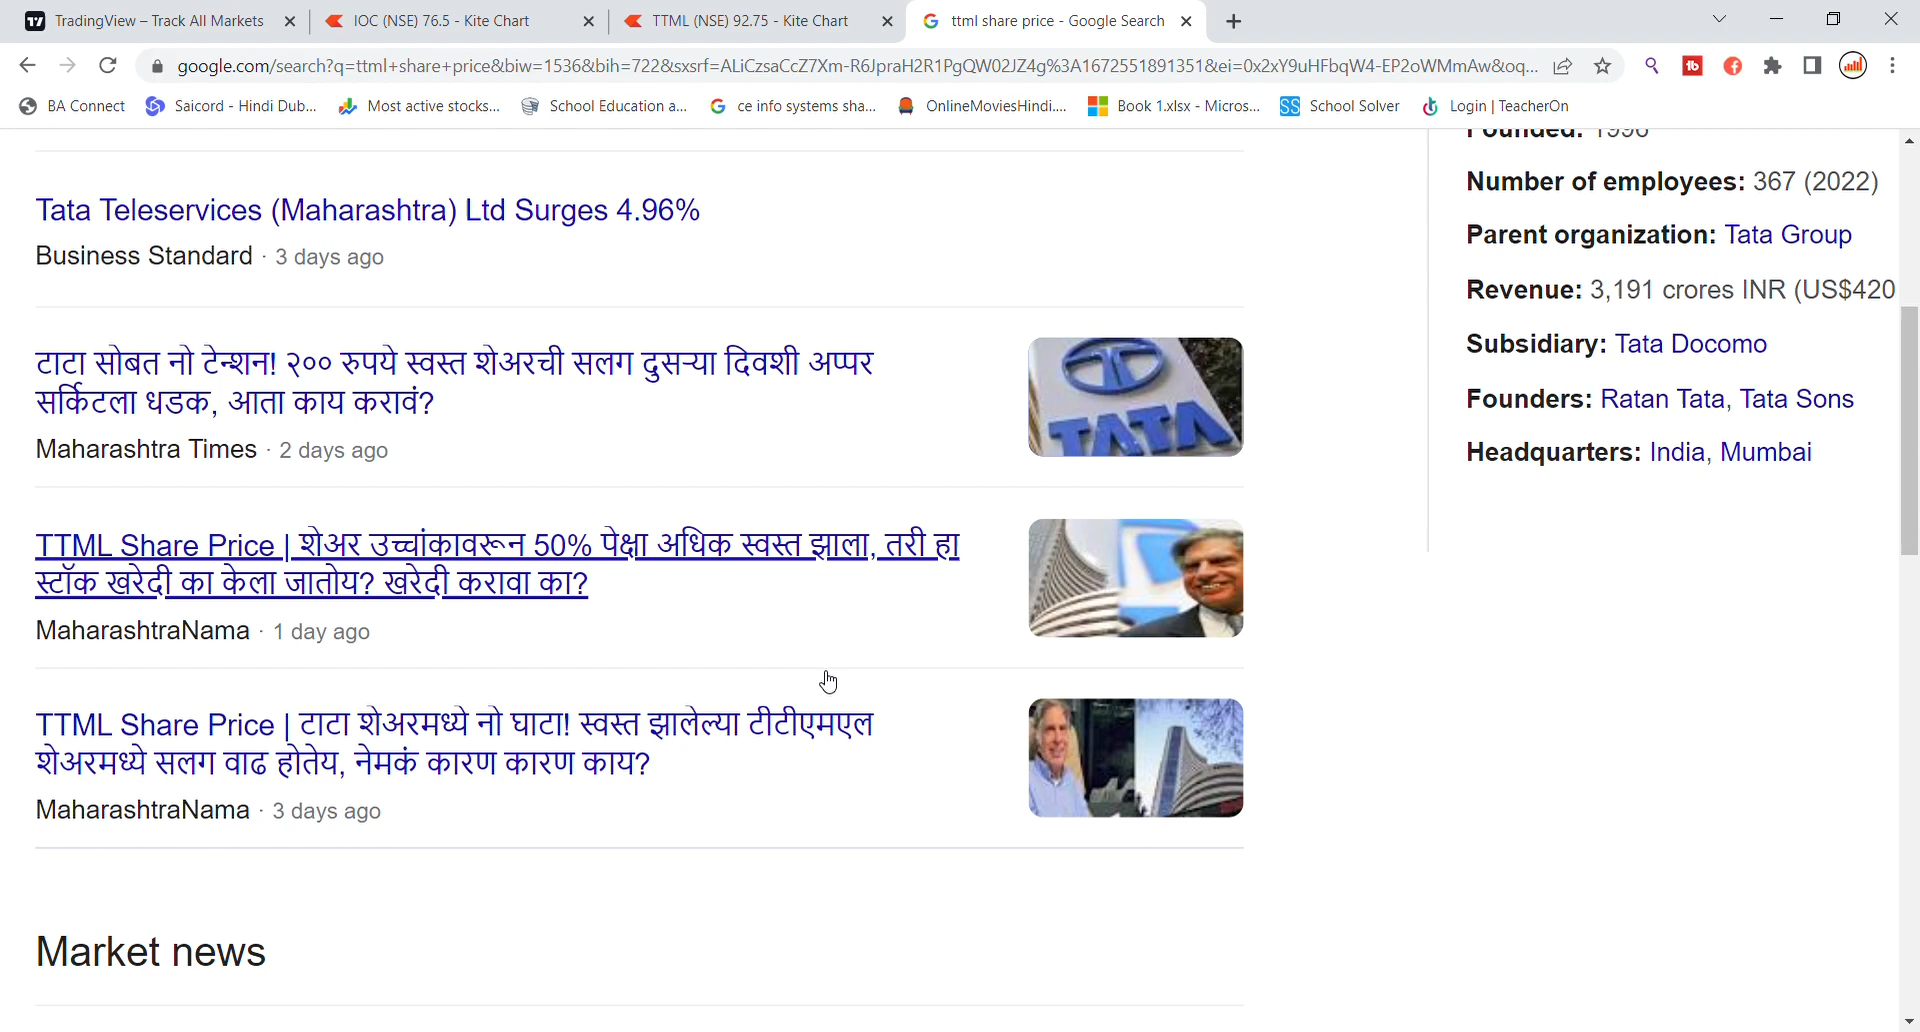 TradingView – Track All Markets
IOC (NSE) 76.5 - Kite Chart
TTML (NSE) 92.75 - Kite Chart
ttml share price - Google Search
google.com/search?q=ttml+share+price&biw=1536&bih=722&sxsrf=ALiCzsaCcZ7Xm-R6JpraH2R1PgQW02JZ4g%3A1672551891351&ei=0x2xY9uHFbqW4-EP2oWMmAw&oq...
BA Connect
Saicord - Hindi Dub...
Most active stocks...
School Education a...
ce info systems sha...
OnlineMoviesHindi....
Book 1.xlsx - Micros...
School Solver
Login | TeacherOn
Tata Teleservices (Maharashtra) Ltd Surges 4.96%
Business Standard · 3 days ago
टाटा सोबत नो टेन्शन! २०० रुपये स्वस्त शेअरची सलग दुसऱ्या दिवशी अप्पर
सर्किटला धडक, आता काय करावं?
Maharashtra Times · 2 days ago
TATA
TTML Share Price | शेअर उच्चांकावरून 50% पेक्षा अधिक स्वस्त झाला, तरी हा
स्टॉक खरेदी का केला जातोय? खरेदी करावा का?
MaharashtraNama · 1 day ago
TTML Share Price | टाटा शेअरमध्ये नो घाटा! स्वस्त झालेल्या टीटीएमएल
शेअरमध्ये सलग वाढ होतेय, नेमकं कारण कारण काय?
MaharashtraNama · 3 days ago
Market news
Founded: 1996
Number of employees: 367 (2022)
Parent organization: Tata Group
Revenue: 3,191 crores INR (US$420
Subsidiary: Tata Docomo
Founders: Ratan Tata, Tata Sons
Headquarters: India, Mumbai